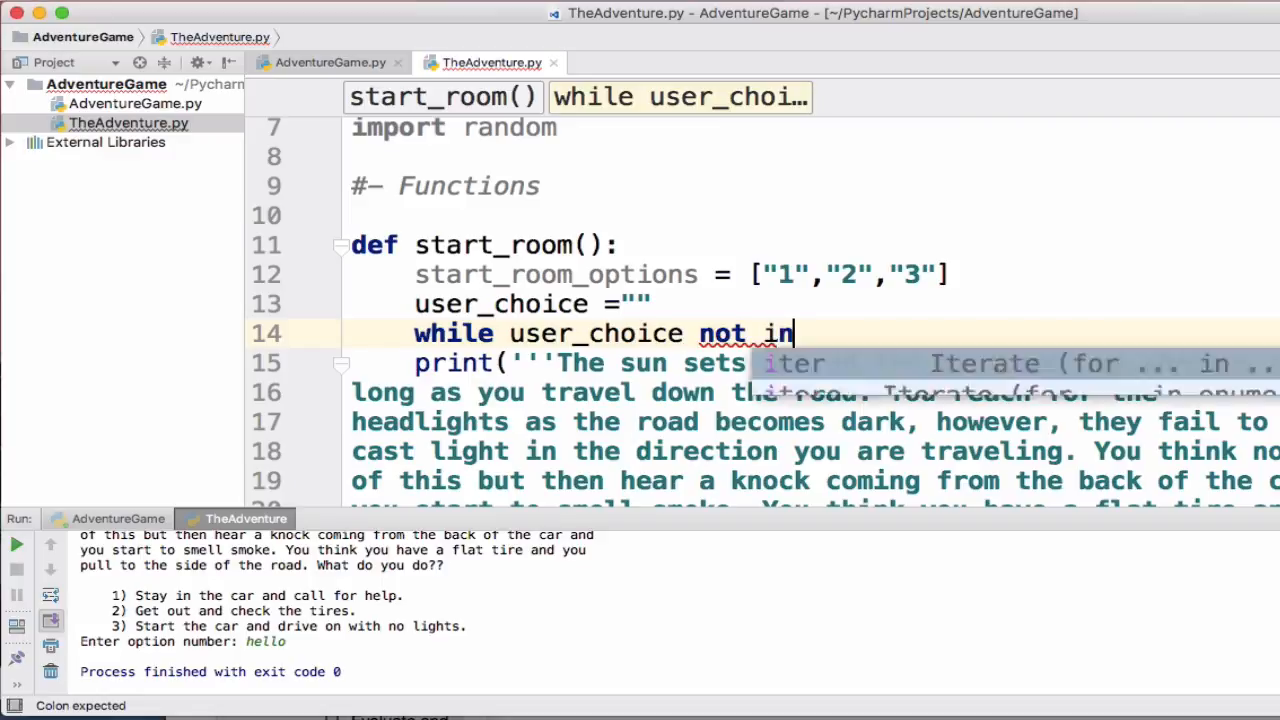 TheAdventure.py - AdventureGame - [~/PycharmProjects/AdventureGame]
AdventureGame TheAdventure.py
Project AdventureGame.py × TheAdventure.py ×
AdventureGame ~/Pycharm
AdventureGame.py
TheAdventure.py
External Libraries
start_room() while user_choi…
7 import random
8
9 #- Functions
10
11 def start_room():
12 start_room_options = ["1","2","3"]
13 user_choice =""
14 while user_choice not in
iter Iterate (for ... in ..
15 print('''The sun sets
16 long as you travel down the road. You reach for the
17 headlights as the road becomes dark, however, they fail to
18 cast light in the direction you are traveling. You think no
19 of this but then hear a knock coming from the back of the c
Run: AdventureGame TheAdventure
of this but then hear a knock coming from the back of the car and
you start to smell smoke. You think you have a flat tire and you
pull to the side of the road. What do you do??
1) Stay in the car and call for help.
2) Get out and check the tires.
3) Start the car and drive on with no lights.
Enter option number: hello
Process finished with exit code 0
Colon expected